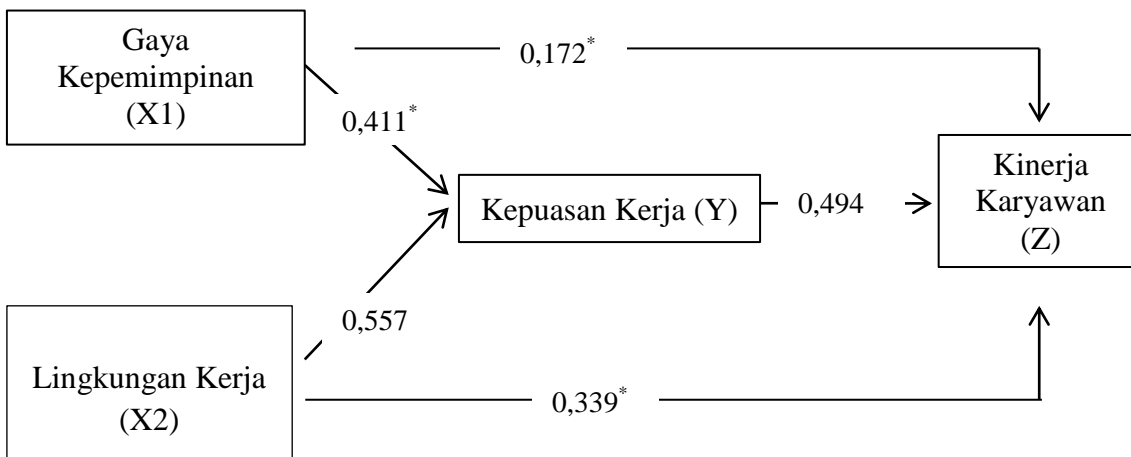 Gaya
Kepemimpinan
(X1)
0,172*
0,411*
Kepuasan Kerja (Y)
0,494
Kinerja
Karyawan
(Z)
0,557
Lingkungan Kerja
(X2)
0,339*